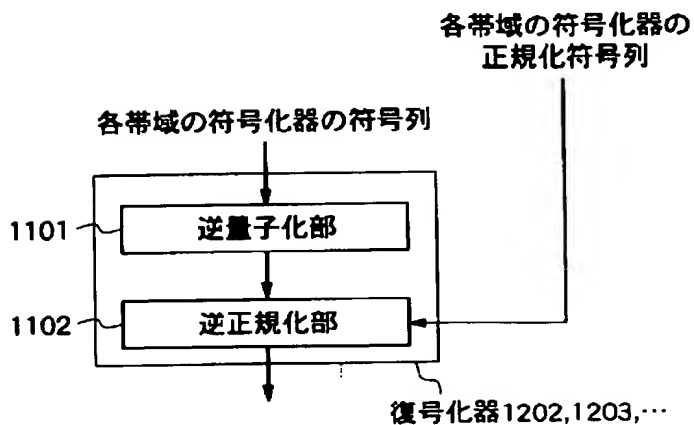 各帯域の符号化器の
正規化符号列
各帯域の符号化器の符号列
1101
逆量子化部
1102
逆正規化部
復号化器1202,1203,…